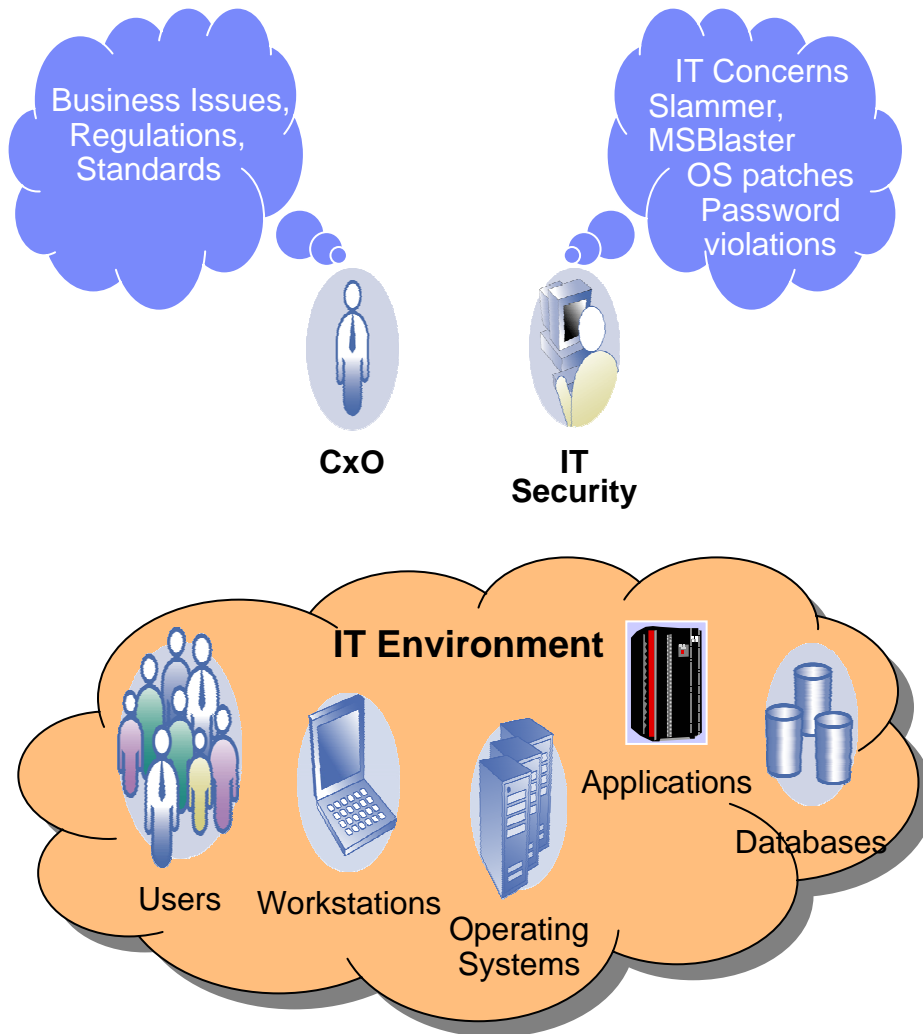 Business Issues,
Regulations,
Standards
IT Concerns
Slammer,
MSBlaster
OS patches
Password
violations
CxO
IT
Security
IT Environment
Users
Workstations
Operating
Systems
Applications
Databases